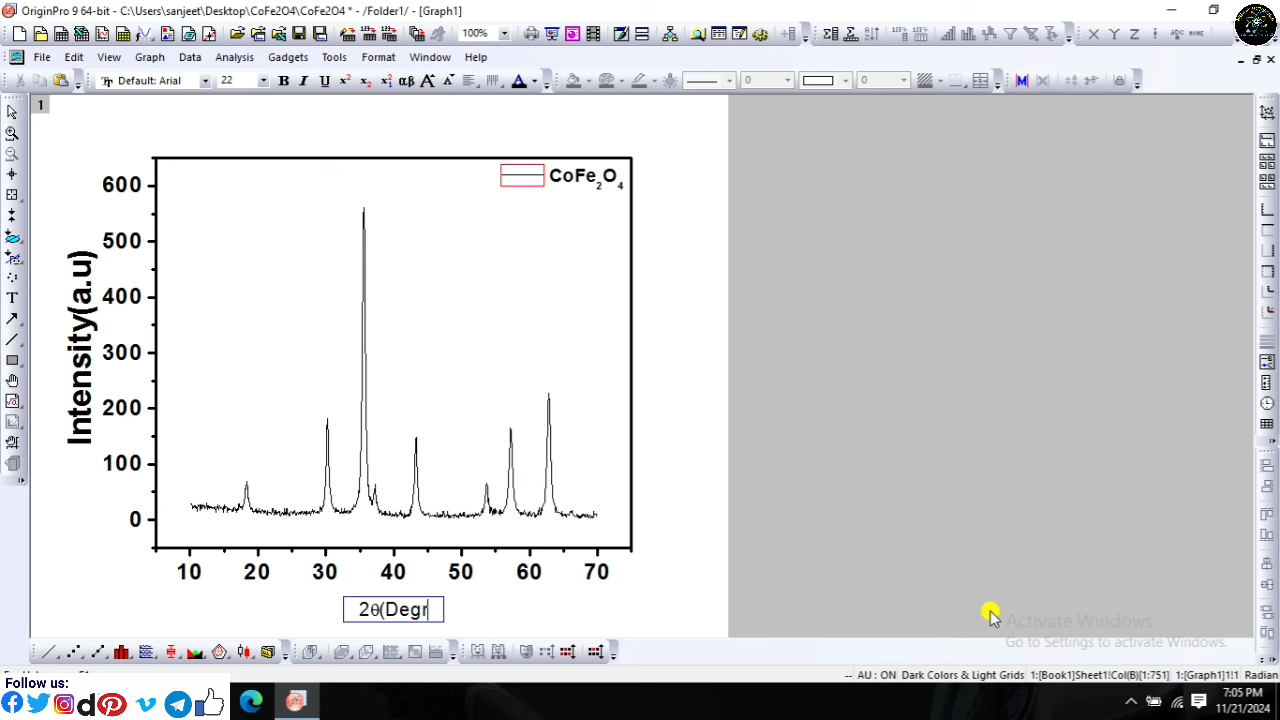 OriginPro 9 64-bit - C:\Users\sanjeet\Desktop\CoFe2O4\CoFe2O4 * - /Folder1/ - [Graph1]
100%
File Edit View Graph Data Analysis Gadgets Tools Format Window Help
Default: Arial 22 B I U αβ A A A 0 0 M
1
CoFe₂O₄
Intensity(a.u)
600
500
400
300
200
100
0
10 20 30 40 50 60 70
2θ(Degr
Activate Windows
Go to Settings to activate Windows.
-- AU : ON Dark Colors & Light Grids 1:[Book1]Sheet1!Col(B)[1:751] 1:[Graph1]1!1 Radian
Follow us:
7:05 PM
11/21/2024